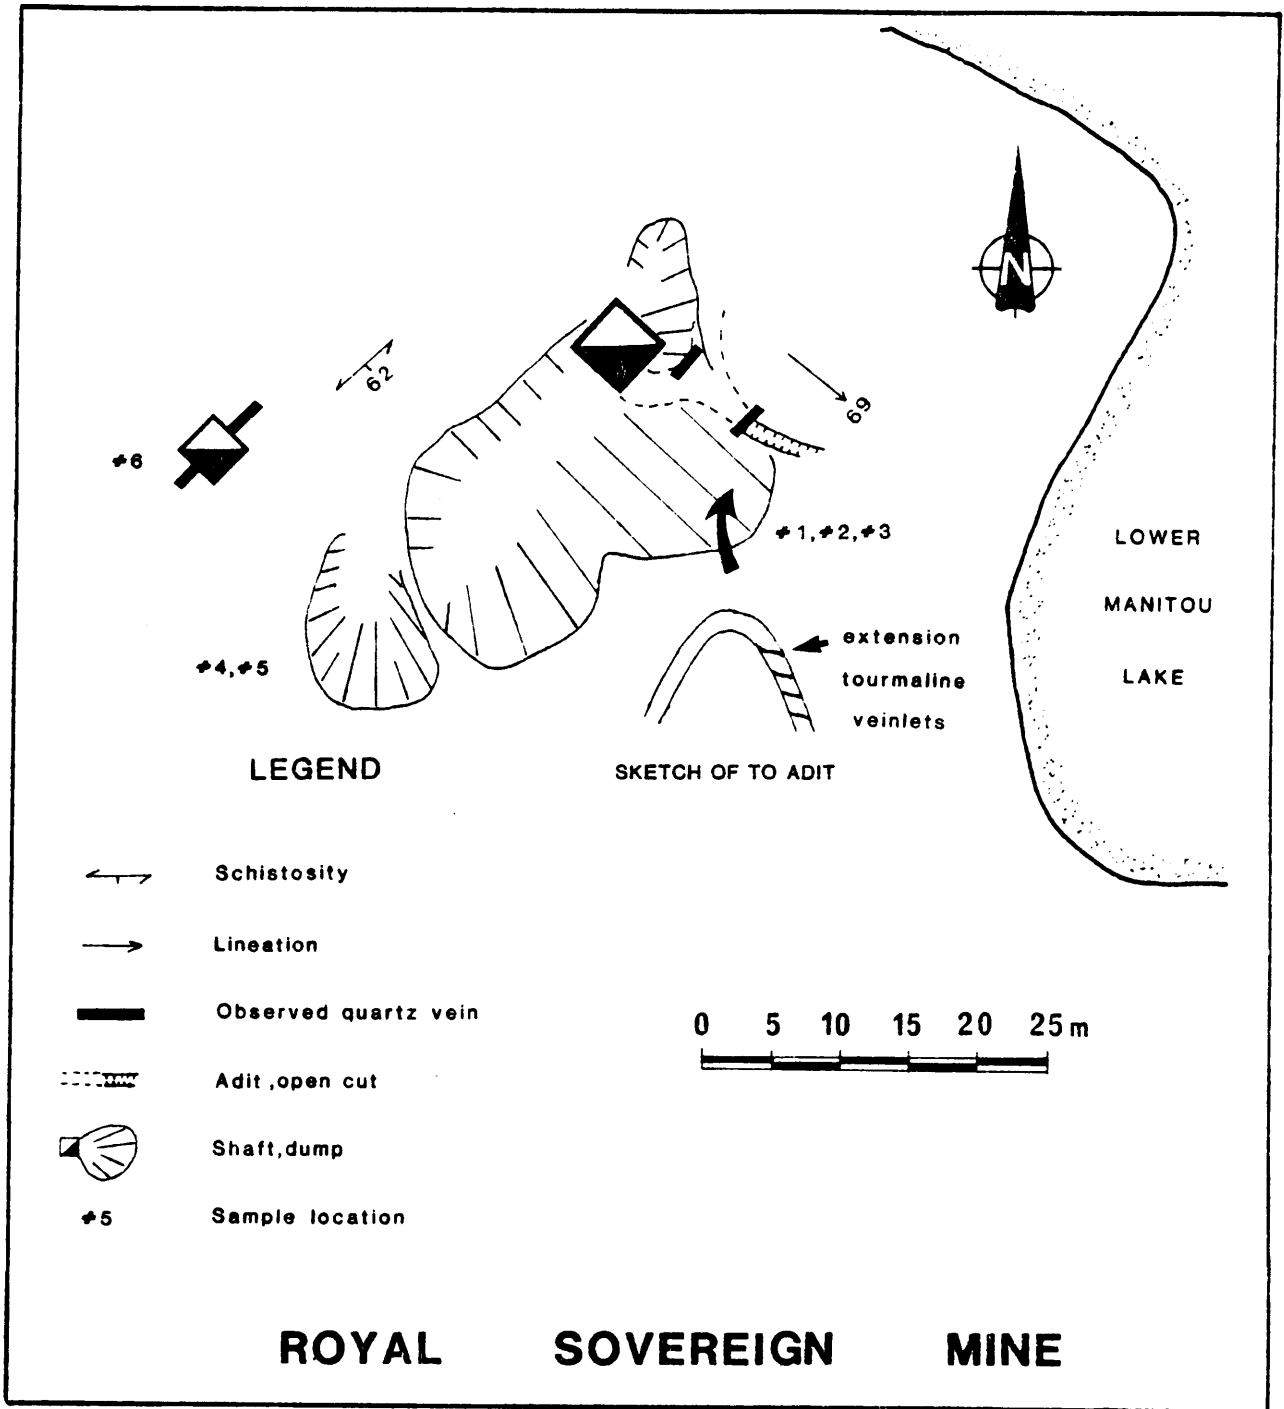 N
62
69
#6
#1,#2,#3
LOWER
MANITOU
LAKE
#4,#5
extension
tourmaline
veinlets
SKETCH OF TO ADIT
LEGEND
Schistosity
Lineation
Observed quartz vein
Adit ,open cut
Shaft,dump
#5 Sample location
0 5 10 15 20 25 m
ROYAL SOVEREIGN MINE